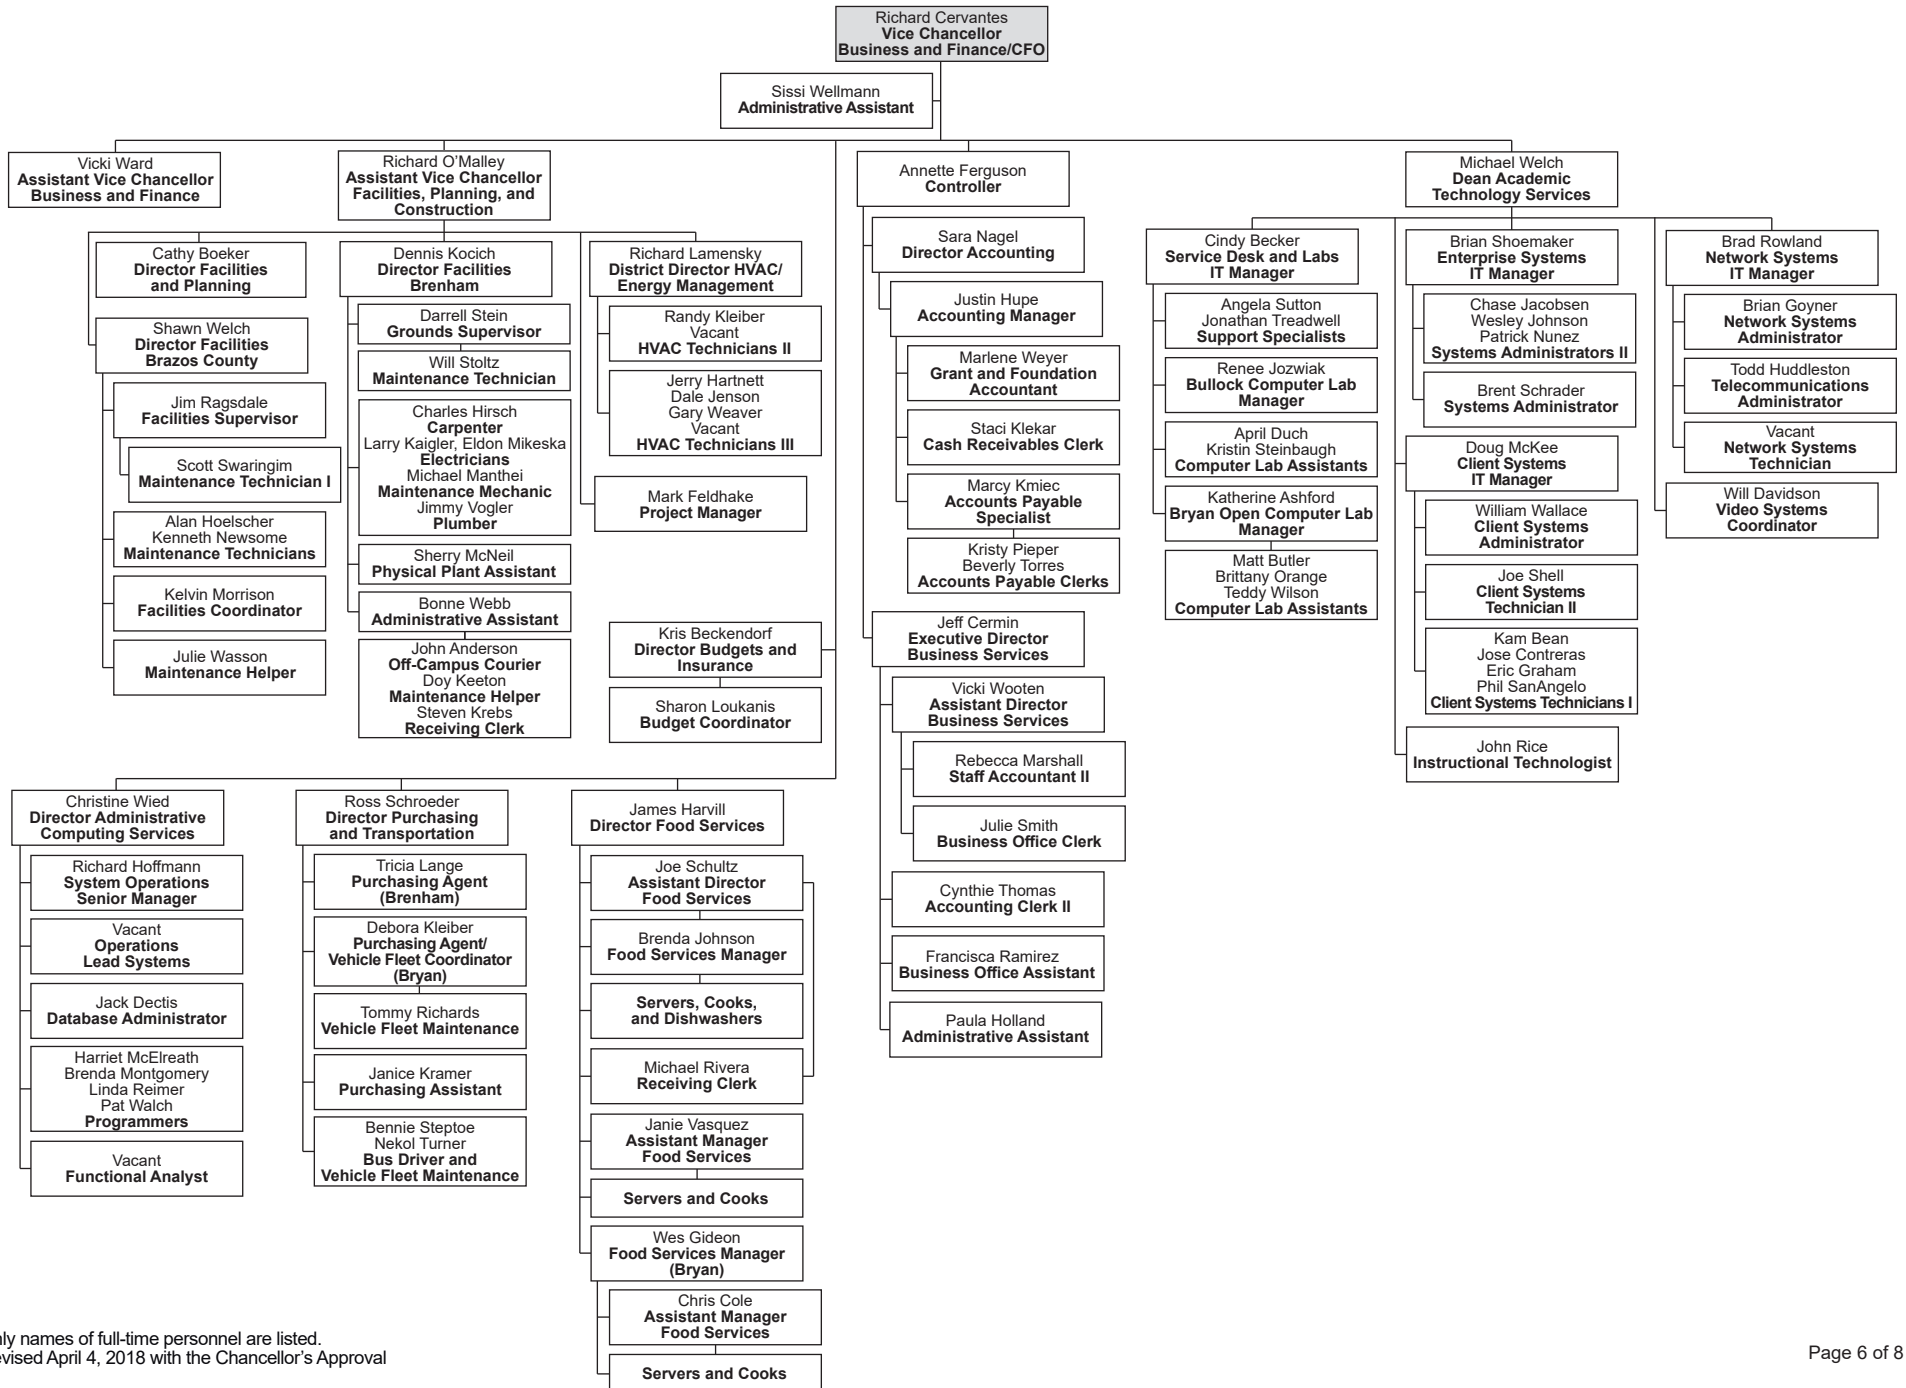 Richard Cervantes
Vice Chancellor
Business and Finance/CFO
Sissi Wellmann
Administrative Assistant
Vicki Ward
Assistant Vice Chancellor
Business and Finance
Richard O’Malley
Assistant Vice Chancellor
Facilities, Planning, and
Construction
Cathy Boeker
Director Facilities
and Planning
Shawn Welch
Director Facilities
Brazos County
Jim Ragsdale
Facilities Supervisor
Scott Swaringim
Maintenance Technician I
Alan Hoelscher
Kenneth Newsome
Maintenance Technicians
Kelvin Morrison
Facilities Coordinator
Julie Wasson
Maintenance Helper
Dennis Kocich
Director Facilities
Brenham
Darrell Stein
Grounds Supervisor
Will Stoltz
Maintenance Technician
Charles Hirsch
Carpenter
Larry Kaigler, Eldon Mikeska
Electricians
Michael Manthei
Maintenance Mechanic
Jimmy Vogler
Plumber
Sherry McNeil
Physical Plant Assistant
Bonne Webb
Administrative Assistant
John Anderson
Off-Campus Courier
Doy Keeton
Maintenance Helper
Steven Krebs
Receiving Clerk
Richard Lamensky
District Director HVAC/
Energy Management
Randy Kleiber
Vacant
HVAC Technicians II
Jerry Hartnett
Dale Jenson
Gary Weaver
Vacant
HVAC Technicians III
Mark Feldhake
Project Manager
Kris Beckendorf
Director Budgets and
Insurance
Sharon Loukanis
Budget Coordinator
Annette Ferguson
Controller
Sara Nagel
Director Accounting
Justin Hupe
Accounting Manager
Marlene Weyer
Grant and Foundation
Accountant
Staci Klekar
Cash Receivables Clerk
Marcy Kmiec
Accounts Payable
Specialist
Kristy Pieper
Beverly Torres
Accounts Payable Clerks
Jeff Cermin
Executive Director
Business Services
Vicki Wooten
Assistant Director
Business Services
Rebecca Marshall
Staff Accountant II
Julie Smith
Business Office Clerk
Cynthie Thomas
Accounting Clerk II
Francisca Ramirez
Business Office Assistant
Paula Holland
Administrative Assistant
Michael Welch
Dean Academic
Technology Services
Cindy Becker
Service Desk and Labs
IT Manager
Angela Sutton
Jonathan Treadwell
Support Specialists
Renee Jozwiak
Bullock Computer Lab
Manager
April Duch
Kristin Steinbaugh
Computer Lab Assistants
Katherine Ashford
Bryan Open Computer Lab
Manager
Matt Butler
Brittany Orange
Teddy Wilson
Computer Lab Assistants
Brian Shoemaker
Enterprise Systems
IT Manager
Chase Jacobsen
Wesley Johnson
Patrick Nunez
Systems Administrators II
Brent Schrader
Systems Administrator
Doug McKee
Client Systems
IT Manager
William Wallace
Client Systems
Administrator
Joe Shell
Client Systems
Technician II
Kam Bean
Jose Contreras
Eric Graham
Phil SanAngelo
Client Systems Technicians I
John Rice
Instructional Technologist
Brad Rowland
Network Systems
IT Manager
Brian Goyner
Network Systems
Administrator
Todd Huddleston
Telecommunications
Administrator
Vacant
Network Systems
Technician
Will Davidson
Video Systems
Coordinator
Christine Wied
Director Administrative
Computing Services
Richard Hoffmann
System Operations
Senior Manager
Vacant
Operations
Lead Systems
Jack Dectis
Database Administrator
Harriet McElreath
Brenda Montgomery
Linda Reimer
Pat Walch
Programmers
Vacant
Functional Analyst
Ross Schroeder
Director Purchasing
and Transportation
Tricia Lange
Purchasing Agent
(Brenham)
Debora Kleiber
Purchasing Agent/
Vehicle Fleet Coordinator
(Bryan)
Tommy Richards
Vehicle Fleet Maintenance
Janice Kramer
Purchasing Assistant
Bennie Steptoe
Nekol Turner
Bus Driver and
Vehicle Fleet Maintenance
James Harvill
Director Food Services
Joe Schultz
Assistant Director
Food Services
Brenda Johnson
Food Services Manager
Servers, Cooks,
and Dishwashers
Michael Rivera
Receiving Clerk
Janie Vasquez
Assistant Manager
Food Services
Servers and Cooks
Wes Gideon
Food Services Manager
(Bryan)
Chris Cole
Assistant Manager
Food Services
Servers and Cooks
names of full-time personnel are listed.
April 4, 2018 with the Chancellor’s Approval
Page 6 of 8